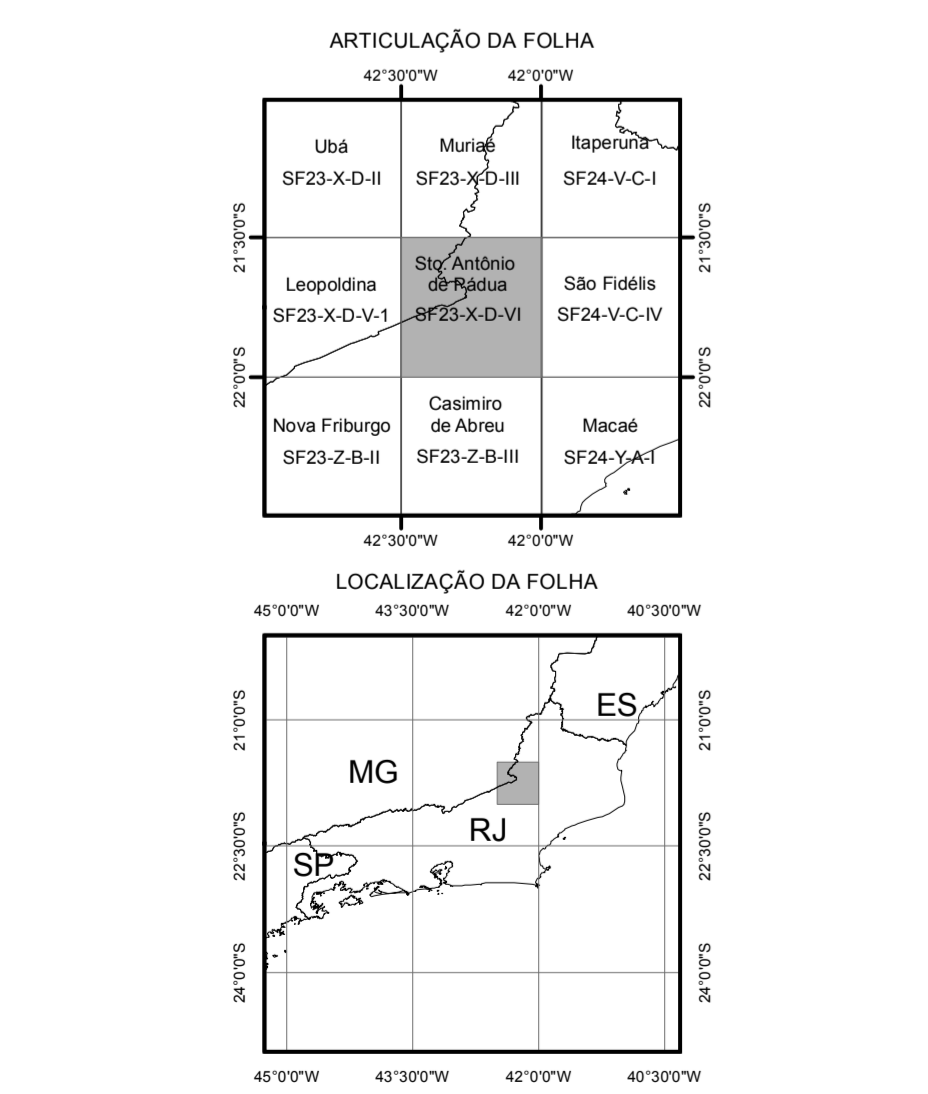 ARTICULAÇÃO DA FOLHA
42°30'0"W 42°0'0"W
Ubá
SF23-X-D-II
Muriaé
SF23-X-D-III
Itaperuna
SF24-V-C-I
21°30'0"S
21°30'0"S
Leopoldina
SF23-X-D-V-1
Sto. Antônio
de Pádua
SF23-X-D-VI
São Fidélis
SF24-V-C-IV
22°0'0"S
22°0'0"S
Nova Friburgo
SF23-Z-B-II
Casimiro
de Abreu
SF23-Z-B-III
Macaé
SF24-Y-A-I
42°30'0"W 42°0'0"W
LOCALIZAÇÃO DA FOLHA
45°0'0"W 43°30'0"W 42°0'0"W 40°30'0"W
ES
21°0'0"S
21°0'0"S
MG
RJ
22°30'0"S
22°30'0"S
SP
24°0'0"S
24°0'0"S
45°0'0"W 43°30'0"W 42°0'0"W 40°30'0"W